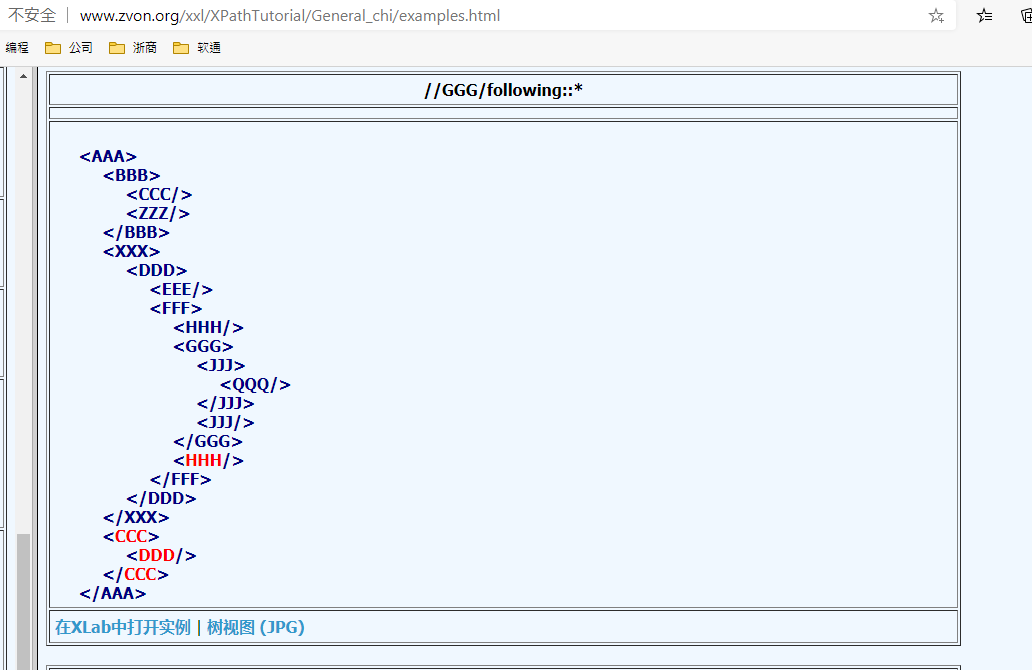 不安全 | www.zvon.org/xxl/XPathTutorial/General_chi/examples.html
编程 公司 浙商 软通
//GGG/following::*
<AAA>
<BBB>
<CCC/>
<ZZZ/>
</BBB>
<XXX>
<DDD>
<EEE/>
<FFF>
<HHH/>
<GGG>
<JJJ>
<QQQ/>
</JJJ>
<JJJ/>
</GGG>
<HHH/>
</FFF>
</DDD>
</XXX>
<CCC>
<DDD/>
</CCC>
</AAA>
在XLab中打开实例 | 树视图 (JPG)